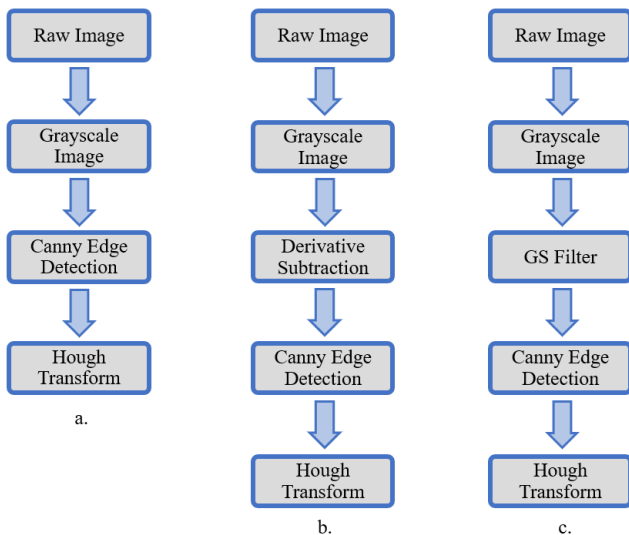 Raw Image
Grayscale
Image
Canny Edge
Detection
Hough
Transform
a.
Raw Image
Grayscale
Image
Derivative
Subtraction
Canny Edge
Detection
Hough
Transform
b.
Raw Image
Grayscale
Image
GS Filter
Canny Edge
Detection
Hough
Transform
c.